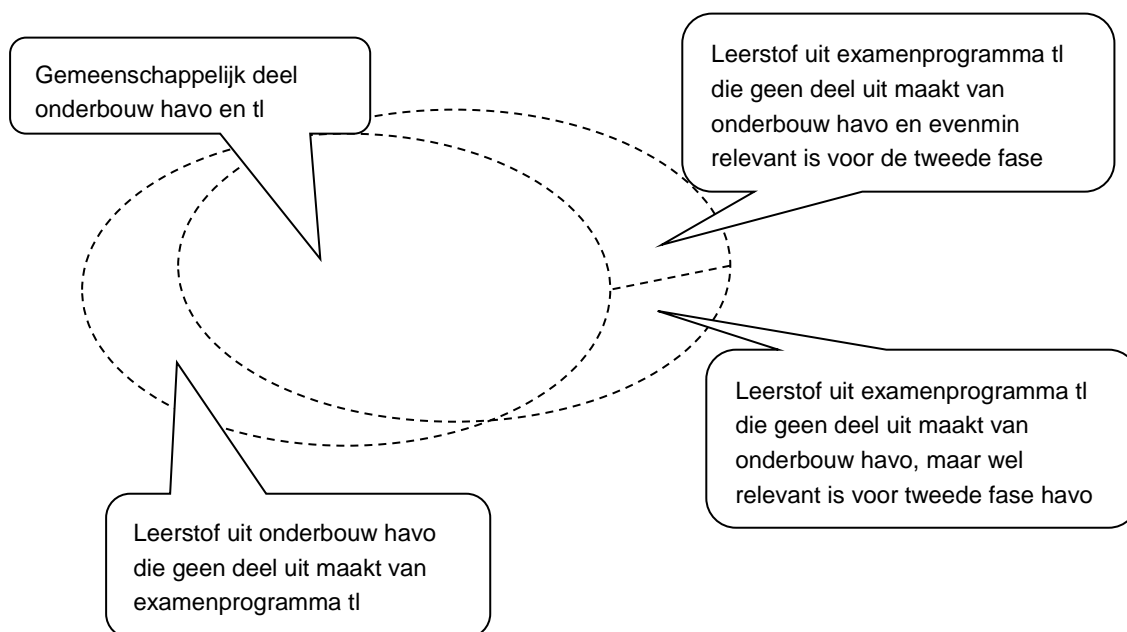 Gemeenschappelijk deel
onderbouw havo en tl
Leerstof uit examenprogramma tl
die geen deel uit maakt van
onderbouw havo en evenmin
relevant is voor de tweede fase
Leerstof uit examenprogramma tl
die geen deel uit maakt van
onderbouw havo, maar wel
relevant is voor tweede fase havo
Leerstof uit onderbouw havo
die geen deel uit maakt van
examenprogramma tl